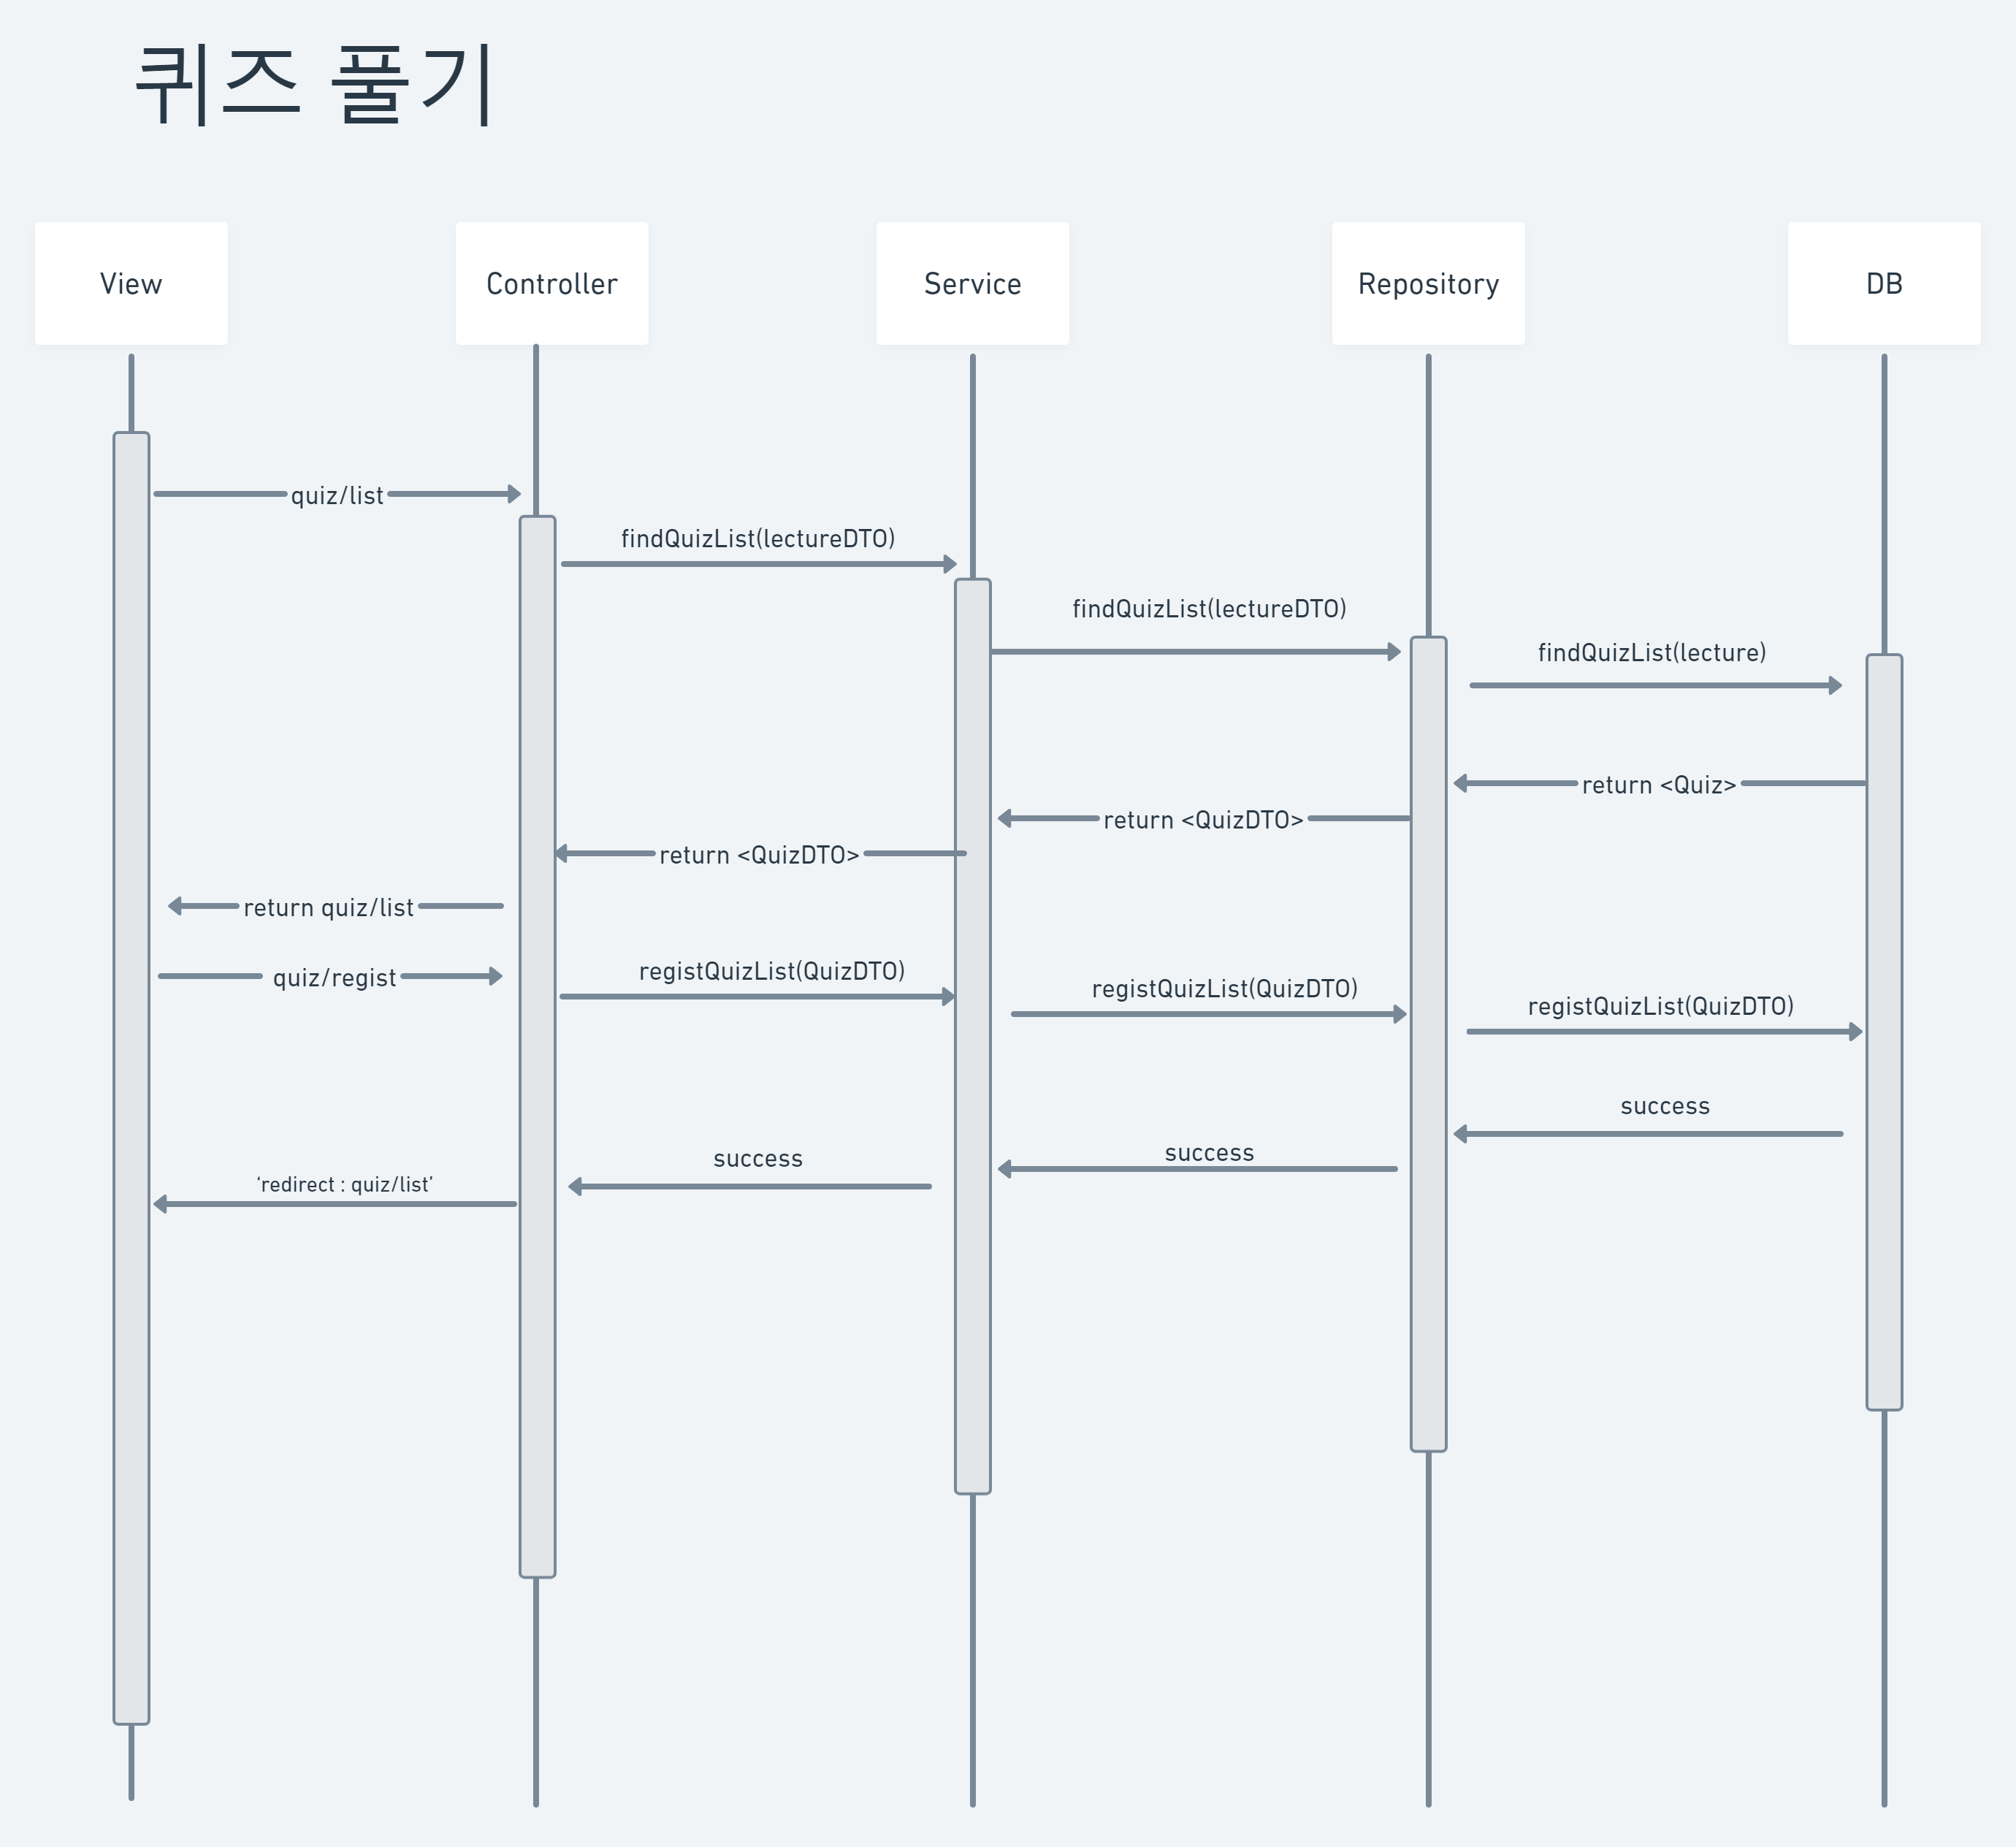 퀴즈 풀기
View
Controller
Service
Repository
DB
quiz/list
findQuizList(lectureDTO)
findQuizList(lectureDTO)
findQuizList(lecture)
return <Quiz>
return <QuizDTO>
return <QuizDTO>
return quiz/list
quiz/regist
registQuizList(QuizDTO)
registQuizList(QuizDTO)
registQuizList(QuizDTO)
success
success
success
‘redirect : quiz/list’